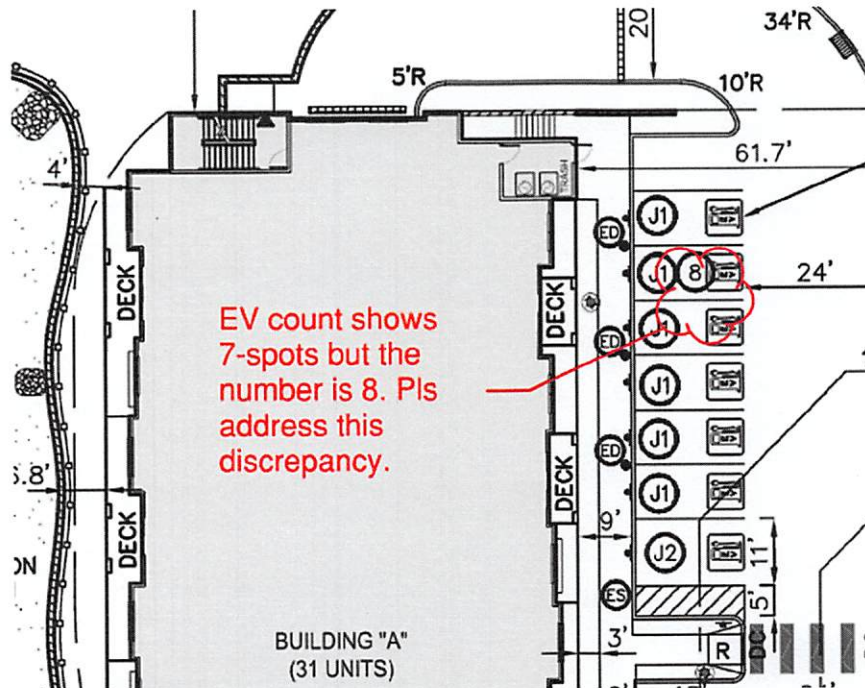 34'R
20
5'R
10'R
61.7'
TRASH
4'
J1
ED
J1
8
24'
DECK
DECK
EV count shows
7-spots but the
number is 8. Pls
address this
discrepancy.
J1
ED
J1
J1
ED
DECK
J1
9'
DECK
J2
11'
ON
ES
5'
BUILDING "A"
(31 UNITS)
3'
R
DC